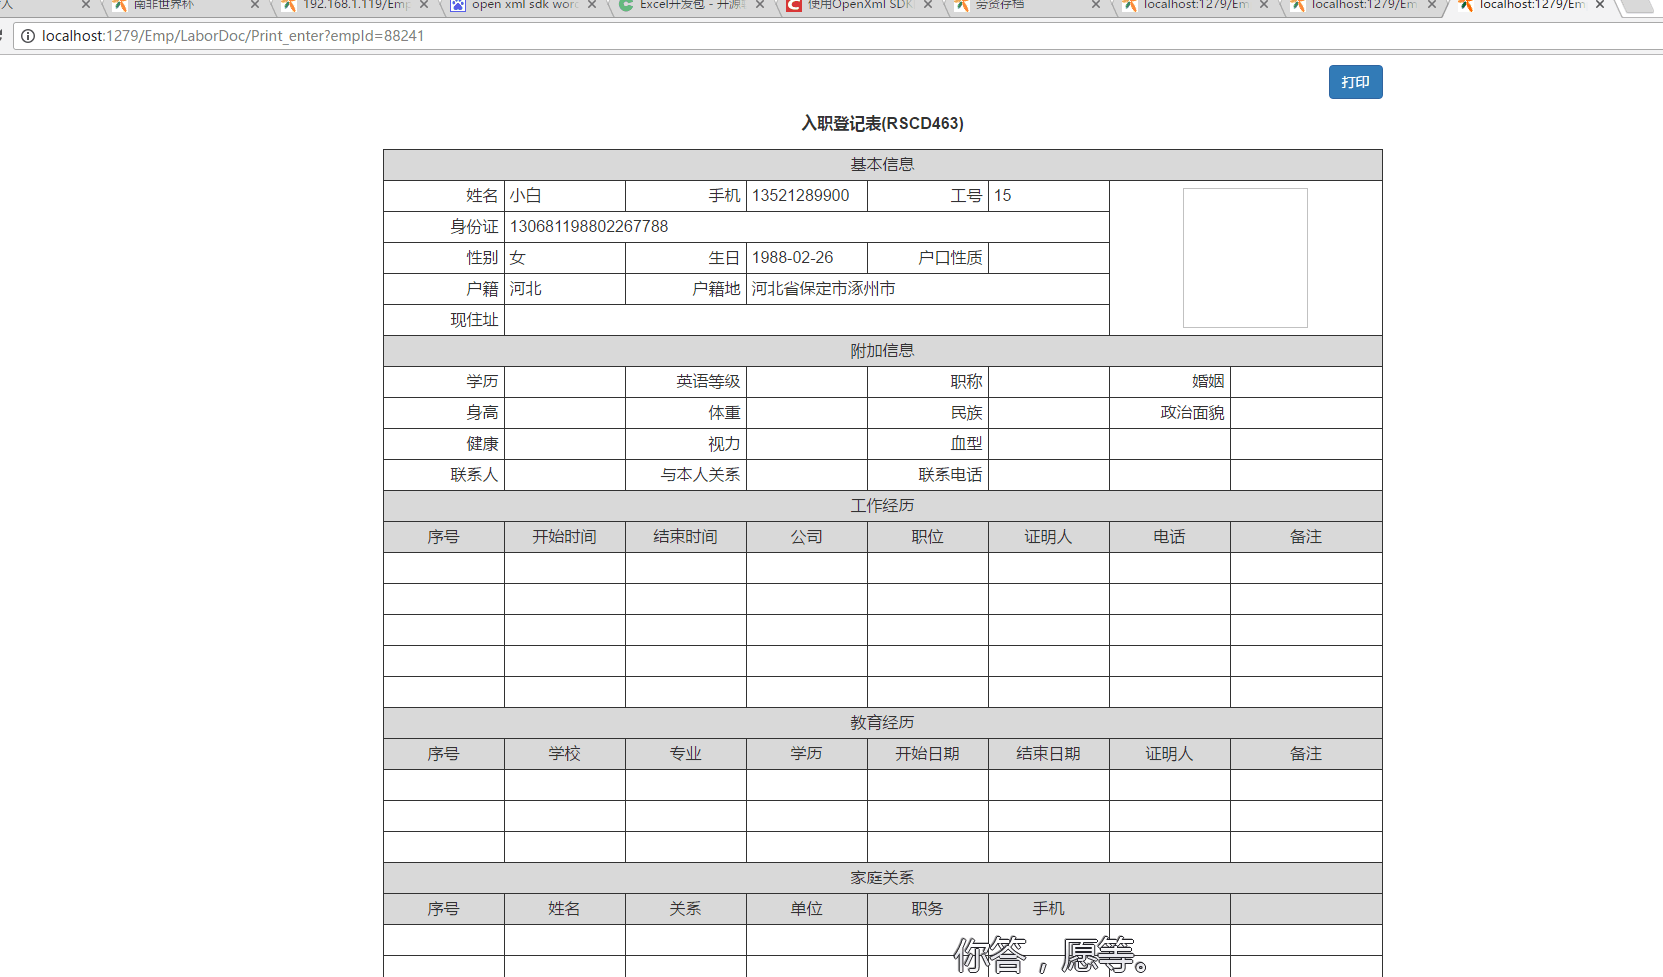 人
南非世界杯
192.168.1.119/Emp
open xml sdk word
Excel开发包 - 开源
使用OpenXml SDK
劳资存档
localhost:1279/Em
localhost:1279/Em
localhost:1279/Em
localhost:1279/Emp/LaborDoc/Print_enter?empId=88241
打印
入职登记表(RSCD463)
基本信息
姓名 小白 手机 13521289900 工号 15
身份证 130681198802267788
性别 女 生日 1988-02-26 户口性质
户籍 河北 户籍地 河北省保定市涿州市
现住址
附加信息
学历 英语等级 职称 婚姻
身高 体重 民族 政治面貌
健康 视力 血型
联系人 与本人关系 联系电话
工作经历
序号 开始时间 结束时间 公司 职位 证明人 电话 备注
教育经历
序号 学校 专业 学历 开始日期 结束日期 证明人 备注
家庭关系
序号 姓名 关系 单位 职务 手机
你答，愿等。